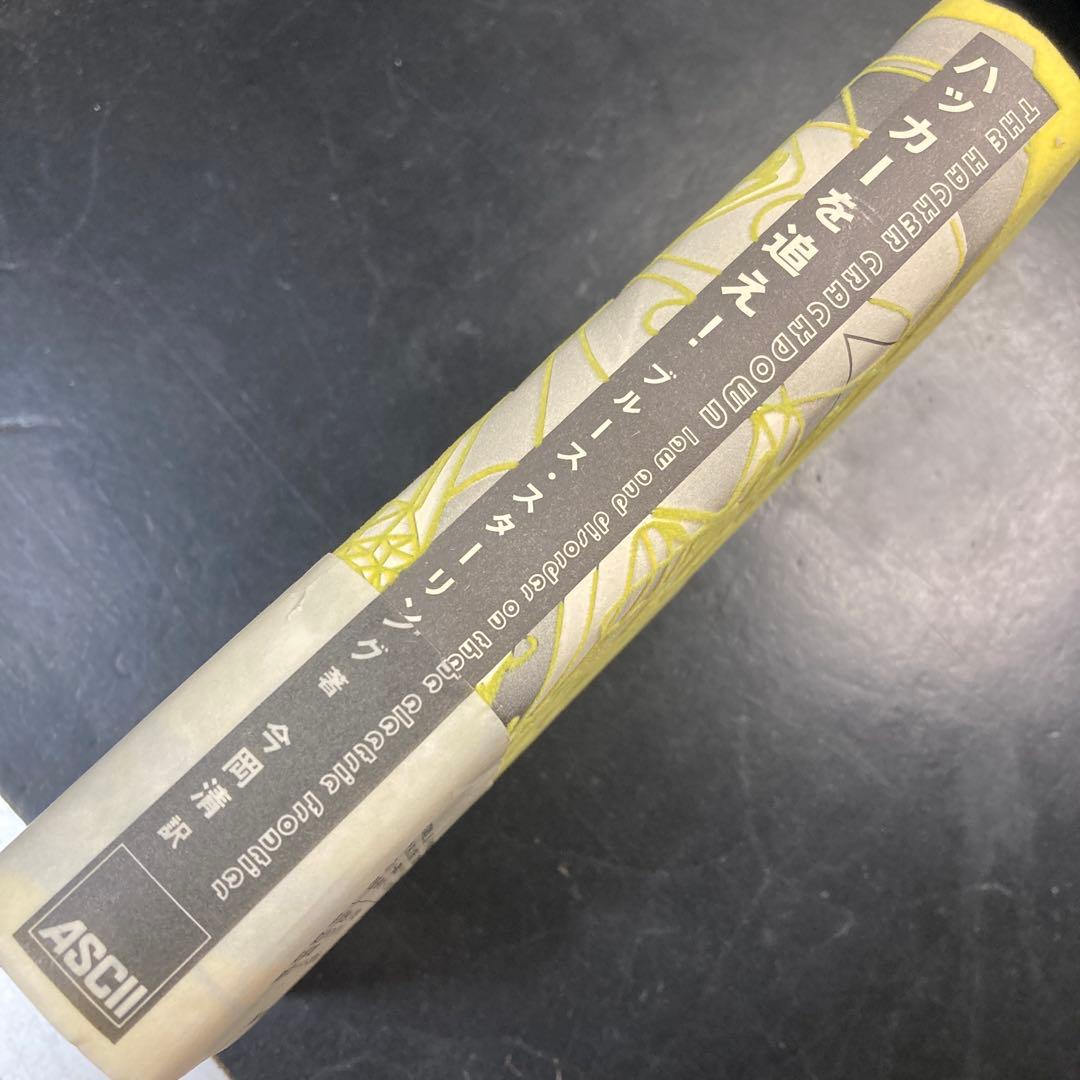 ハッカーを追え!
ブルース・スターリング著
今岡清 訳
THE HACKER CRACKDOWN law and disorder on the electric frontier
ASCII